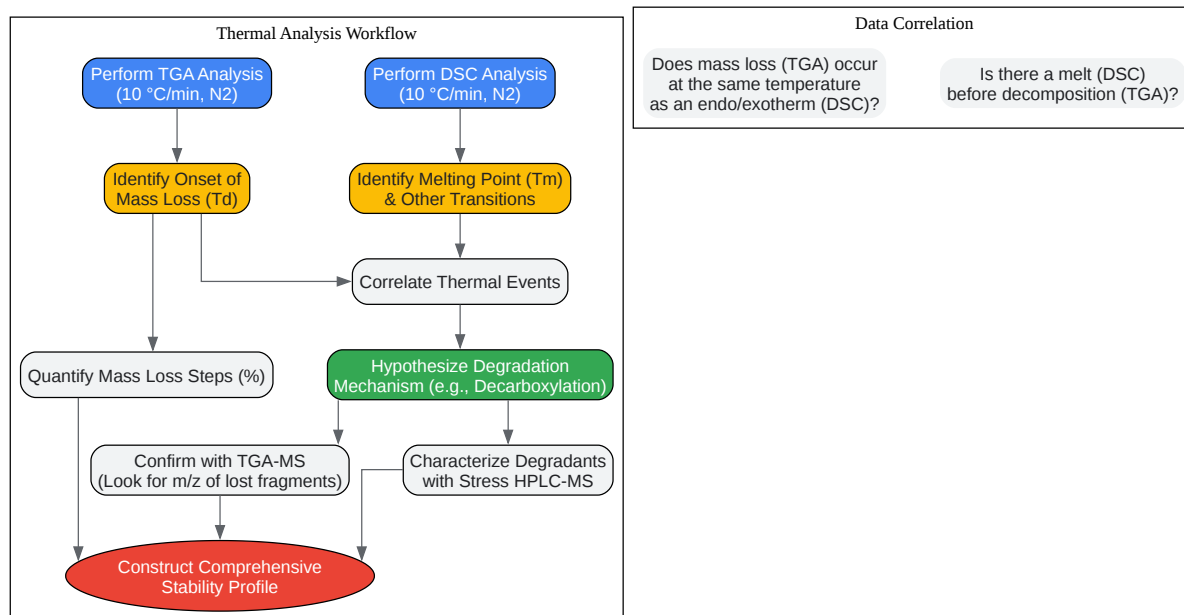 Thermal Analysis Workflow
Perform TGA Analysis
(10 °C/min, N2)
Perform DSC Analysis
(10 °C/min, N2)
Identify Onset of
Mass Loss (Td)
Identify Melting Point (Tm)
& Other Transitions
Correlate Thermal Events
Quantify Mass Loss Steps (%)
Hypothesize Degradation
Mechanism (e.g., Decarboxylation)
Confirm with TGA-MS
(Look for m/z of lost fragments)
Characterize Degradants
with Stress HPLC-MS
Construct Comprehensive
Stability Profile
Data Correlation
Does mass loss (TGA) occur
at the same temperature
as an endo/exotherm (DSC)?
Is there a melt (DSC)
before decomposition (TGA)?